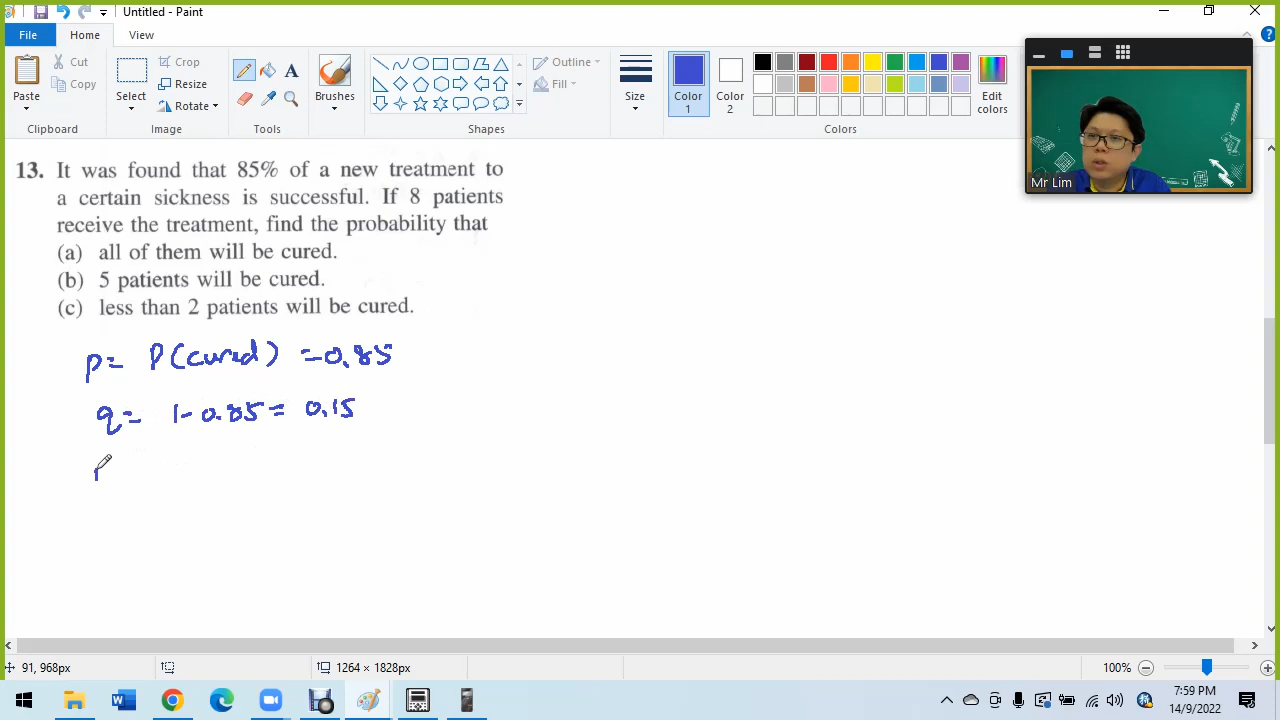 Untitled - Paint
File Home View
Paste
Cut
Copy
Clipboard
Select
Crop
Resize
Rotate
Image
A
Tools
Brushes
Outline
Fill
Shapes
Size
Color 1
Color 2
Edit colors
Colors
Mr Lim
13. It was found that 85% of a new treatment to
a certain sickness is successful. If 8 patients
receive the treatment, find the probability that
(a) all of them will be cured.
(b) 5 patients will be cured.
(c) less than 2 patients will be cured.
p = P(cured) = 0.85
q = 1 - 0.85 = 0.15
91, 968px
1264 × 1828px
100%
7:59 PM
14/9/2022